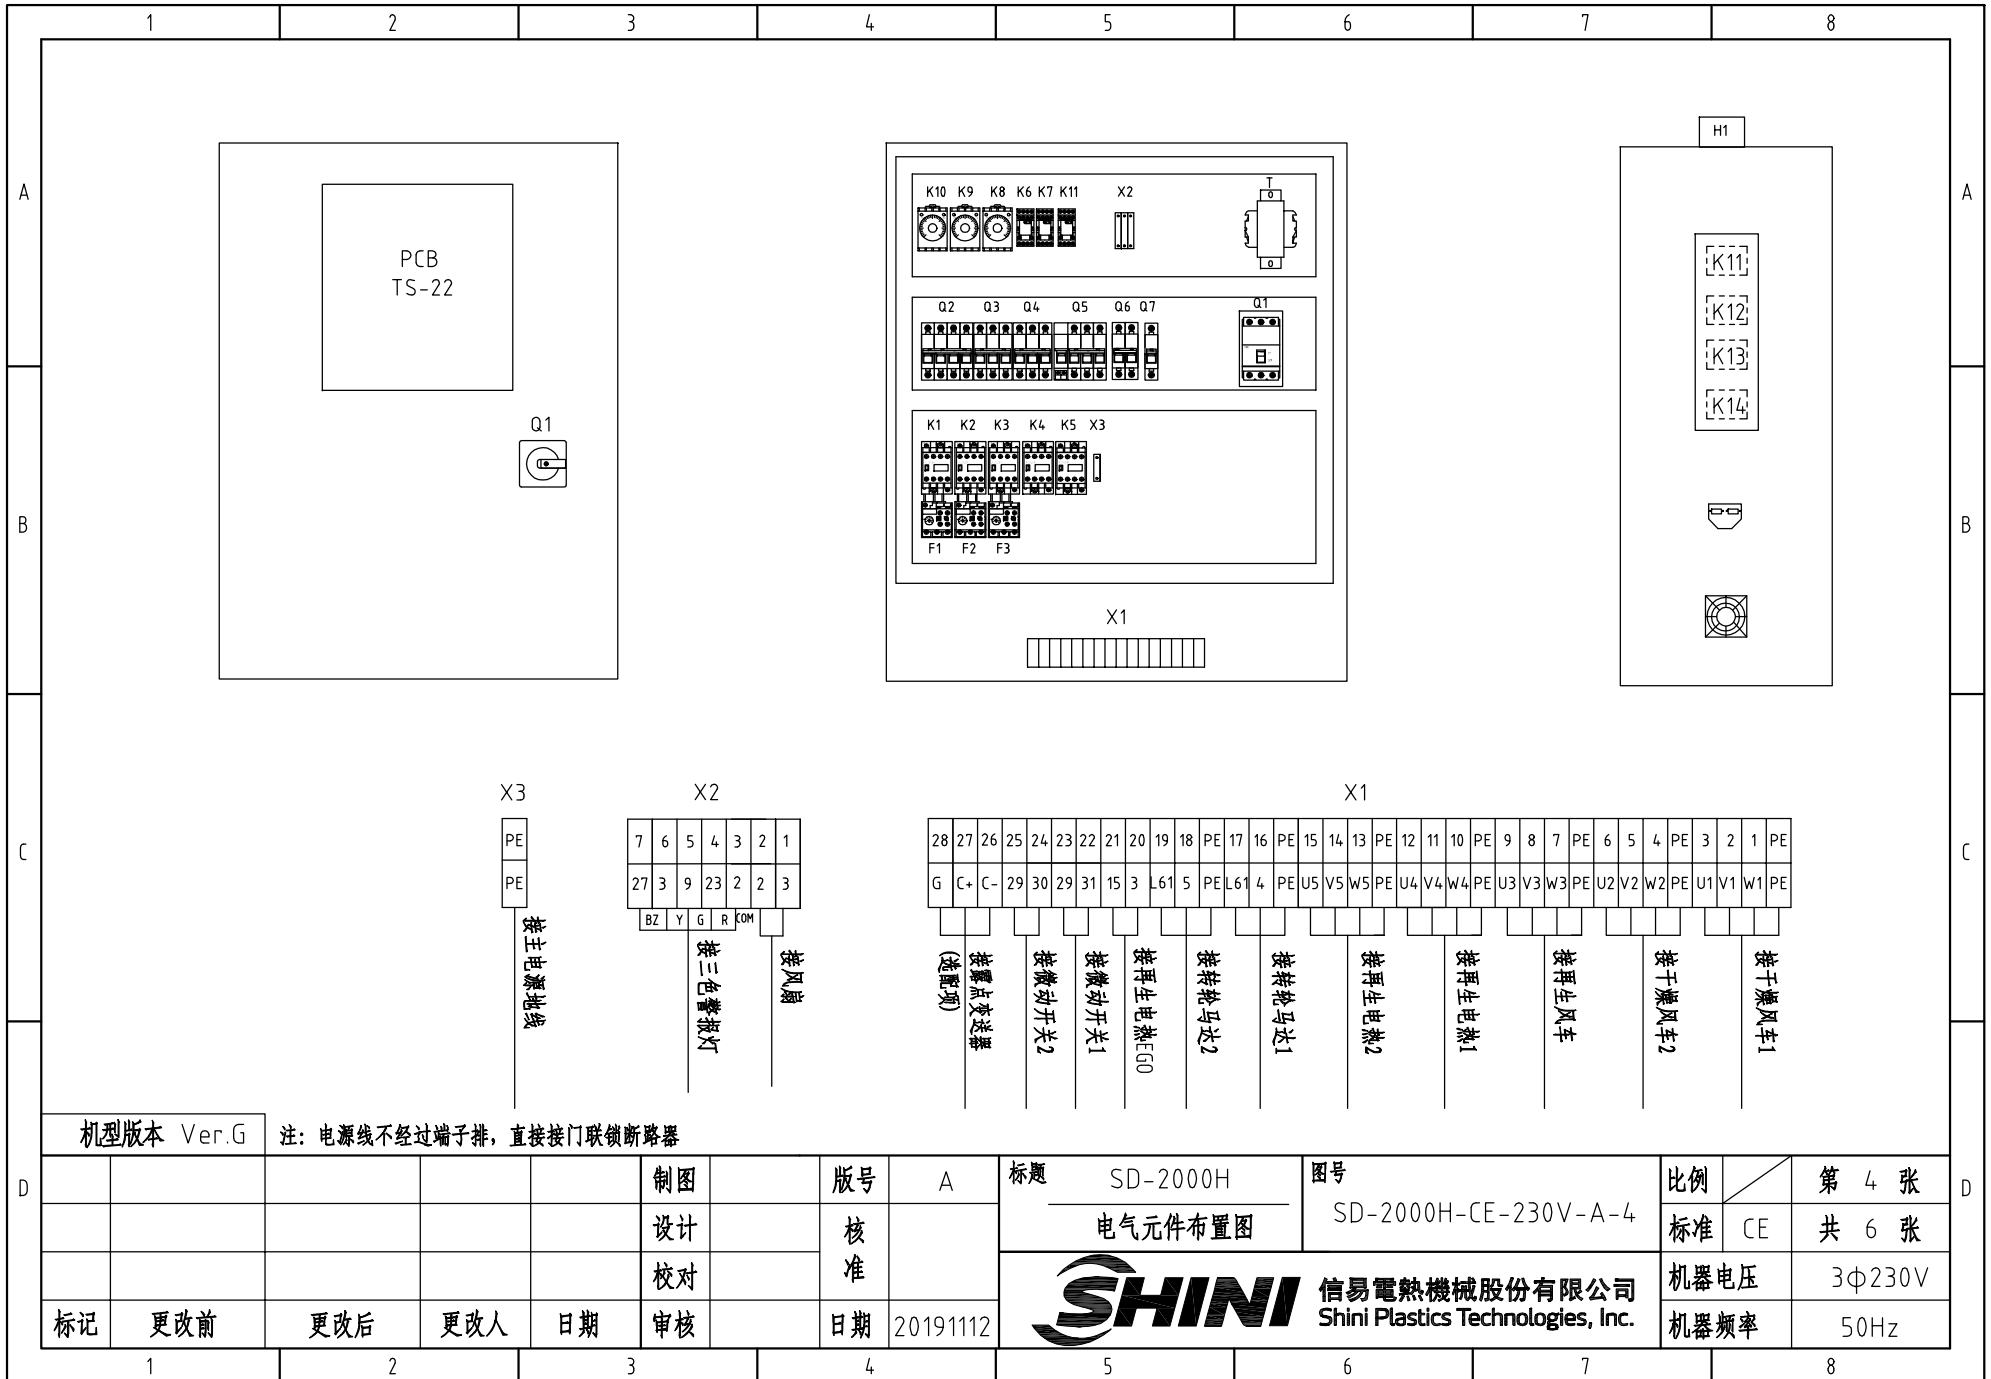 1 2 3 4 5 6 7 8
A A
H1
K10 K9 K8 K6 K7 K11 X2 T
PCB
TS-22
K11
K12
K13
K14
Q2 Q3 Q4 Q5 Q6 Q7 Q1
Q1
K1 K2 K3 K4 K5 X3
F1 F2 F3
B B
X1
X3 X2 X1
PE
PE
接主电源地线
7 6 5 4 3 2 1
27 3 9 23 2 2 3
BZ Y G R COM
接三色警报灯
接风扇
28 27 26 25 24 23 22 21 20 19 18 PE 17 16 PE 15 14 13 PE 12 11 10 PE 9 8 7 PE 6 5 4 PE 3 2 1 PE
G C+ C- 29 30 29 31 15 3 L61 5 PE L61 4 PE U5 V5 W5 PE U4 V4 W4 PE U3 V3 W3 PE U2 V2 W2 PE U1 V1 W1 PE
接露点变送器
(选配项)
接微动开关2
接微动开关1
接再生电热EGO
接转轮马达2
接转轮马达1
接再生电热2
接再生电热1
接再生风车
接干燥风车2
接干燥风车1
C C
机型版本 Ver.G
注：电源线不经过端子排，直接接门联锁断路器
D D
标记 更改前 更改后 更改人 日期
制图
设计
校对
审核
版号 A
核
准
日期 20191112
标题 SD-2000H
电气元件布置图
图号
SD-2000H-CE-230V-A-4
SHINI
信易電熱機械股份有限公司
Shini Plastics Technologies, Inc.
比例 第 4 张
标准 CE 共 6 张
机器电压 3Φ230V
机器频率 50Hz
1 2 3 4 5 6 7 8